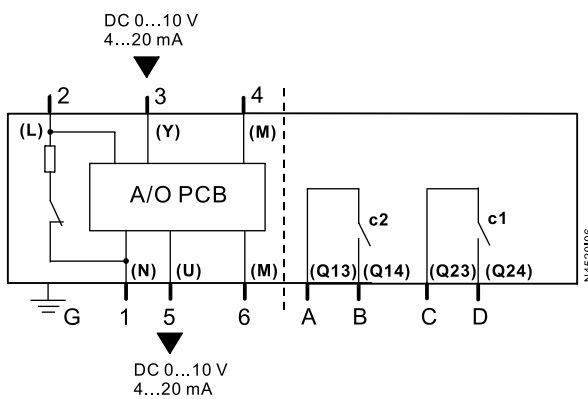 DC 0...10 V
4...20 mA
2 3 4
(L) (Y) (M)
A/O PCB
c2 c1
(N) (U) (M) (Q13) (Q14) (Q23) (Q24)
G 1 5 6 A B C D
DC 0...10 V
4...20 mA